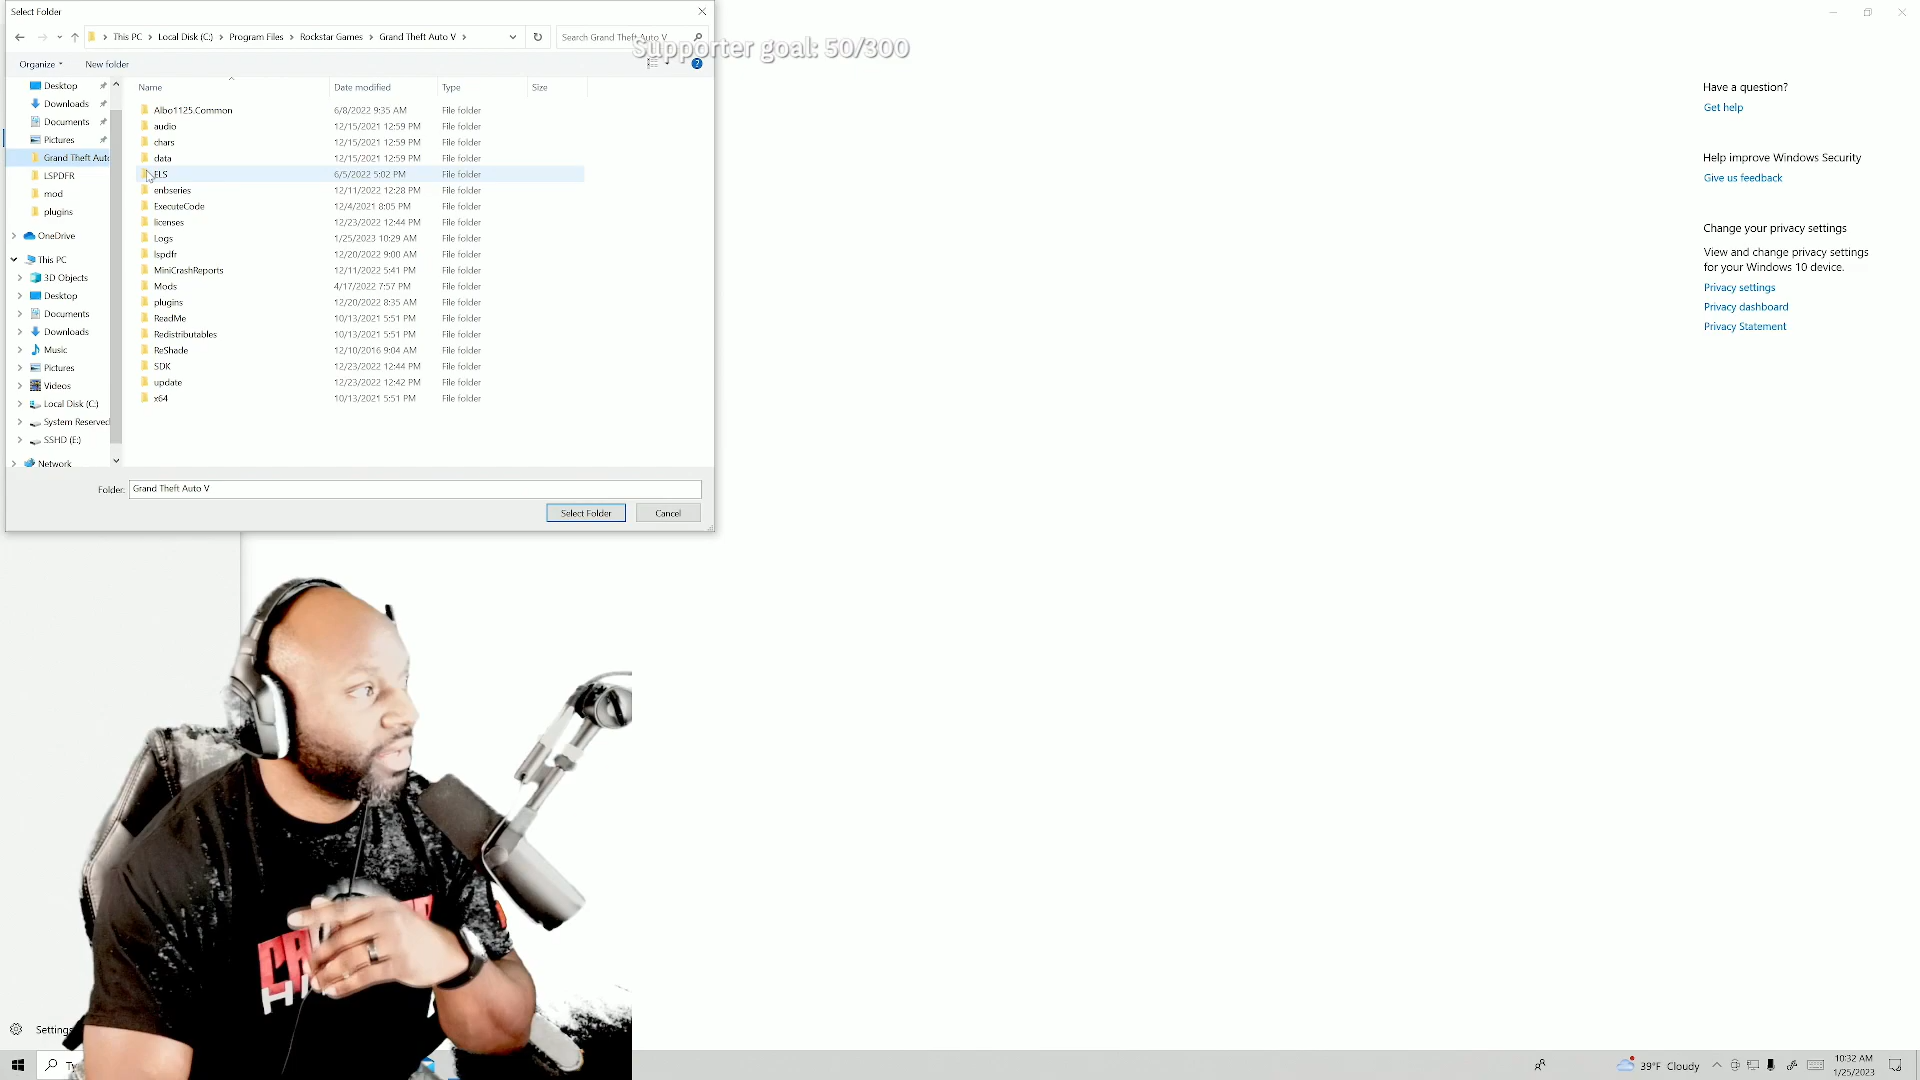 Select Folder
This PC > Local Disk (C:) > Program Files > Rockstar Games > Grand Theft Auto V >
Search Grand Theft Auto V
Supporter goal: 50/300
Organize
New folder
Desktop
Downloads
Documents
Pictures
Grand Theft Auto
LSPDFR
mod
plugins
OneDrive
This PC
3D Objects
Desktop
Documents
Downloads
Music
Pictures
Videos
Local Disk (C:)
System Reserved
SSHD (E:)
Network
Name Date modified Type Size
Albo1125.Common 6/8/2022 9:35 AM File folder
audio 12/15/2021 12:59 PM File folder
chars 12/15/2021 12:59 PM File folder
data 12/15/2021 12:59 PM File folder
ELS 6/5/2022 5:02 PM File folder
enbseries 12/11/2022 12:28 PM File folder
ExecuteCode 12/4/2021 8:05 PM File folder
licenses 12/23/2022 12:44 PM File folder
Logs 1/25/2023 10:29 AM File folder
lspdfr 12/20/2022 9:00 AM File folder
MiniCrashReports 12/11/2022 5:41 PM File folder
Mods 4/17/2022 7:57 PM File folder
plugins 12/20/2022 8:35 AM File folder
ReadMe 10/13/2021 5:51 PM File folder
Redistributables 10/13/2021 5:51 PM File folder
ReShade 12/10/2016 9:04 AM File folder
SDK 12/23/2022 12:44 PM File folder
update 12/23/2022 12:42 PM File folder
x64 10/13/2021 5:51 PM File folder
Folder: Grand Theft Auto V
Select Folder
Cancel
Have a question?
Get help
Help improve Windows Security
Give us feedback
Change your privacy settings
View and change privacy settings
for your Windows 10 device.
Privacy settings
Privacy dashboard
Privacy Statement
Settings
Ty
39°F Cloudy
10:32 AM
1/25/2023